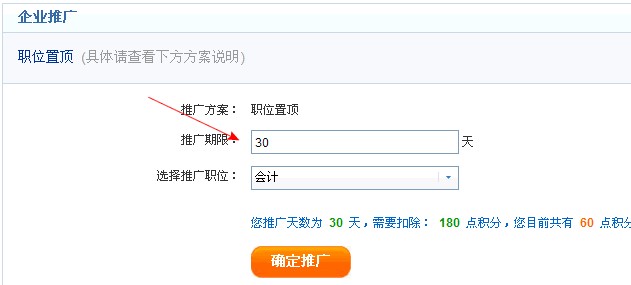 企业推广
职位置顶 (具体请查看下方方案说明)
推广方案： 职位置顶
推广期限： 30 天
选择推广职位： 会计
您推广天数为 30 天，需要扣除： 180 点积分，您目前共有 60 点积分
确定推广